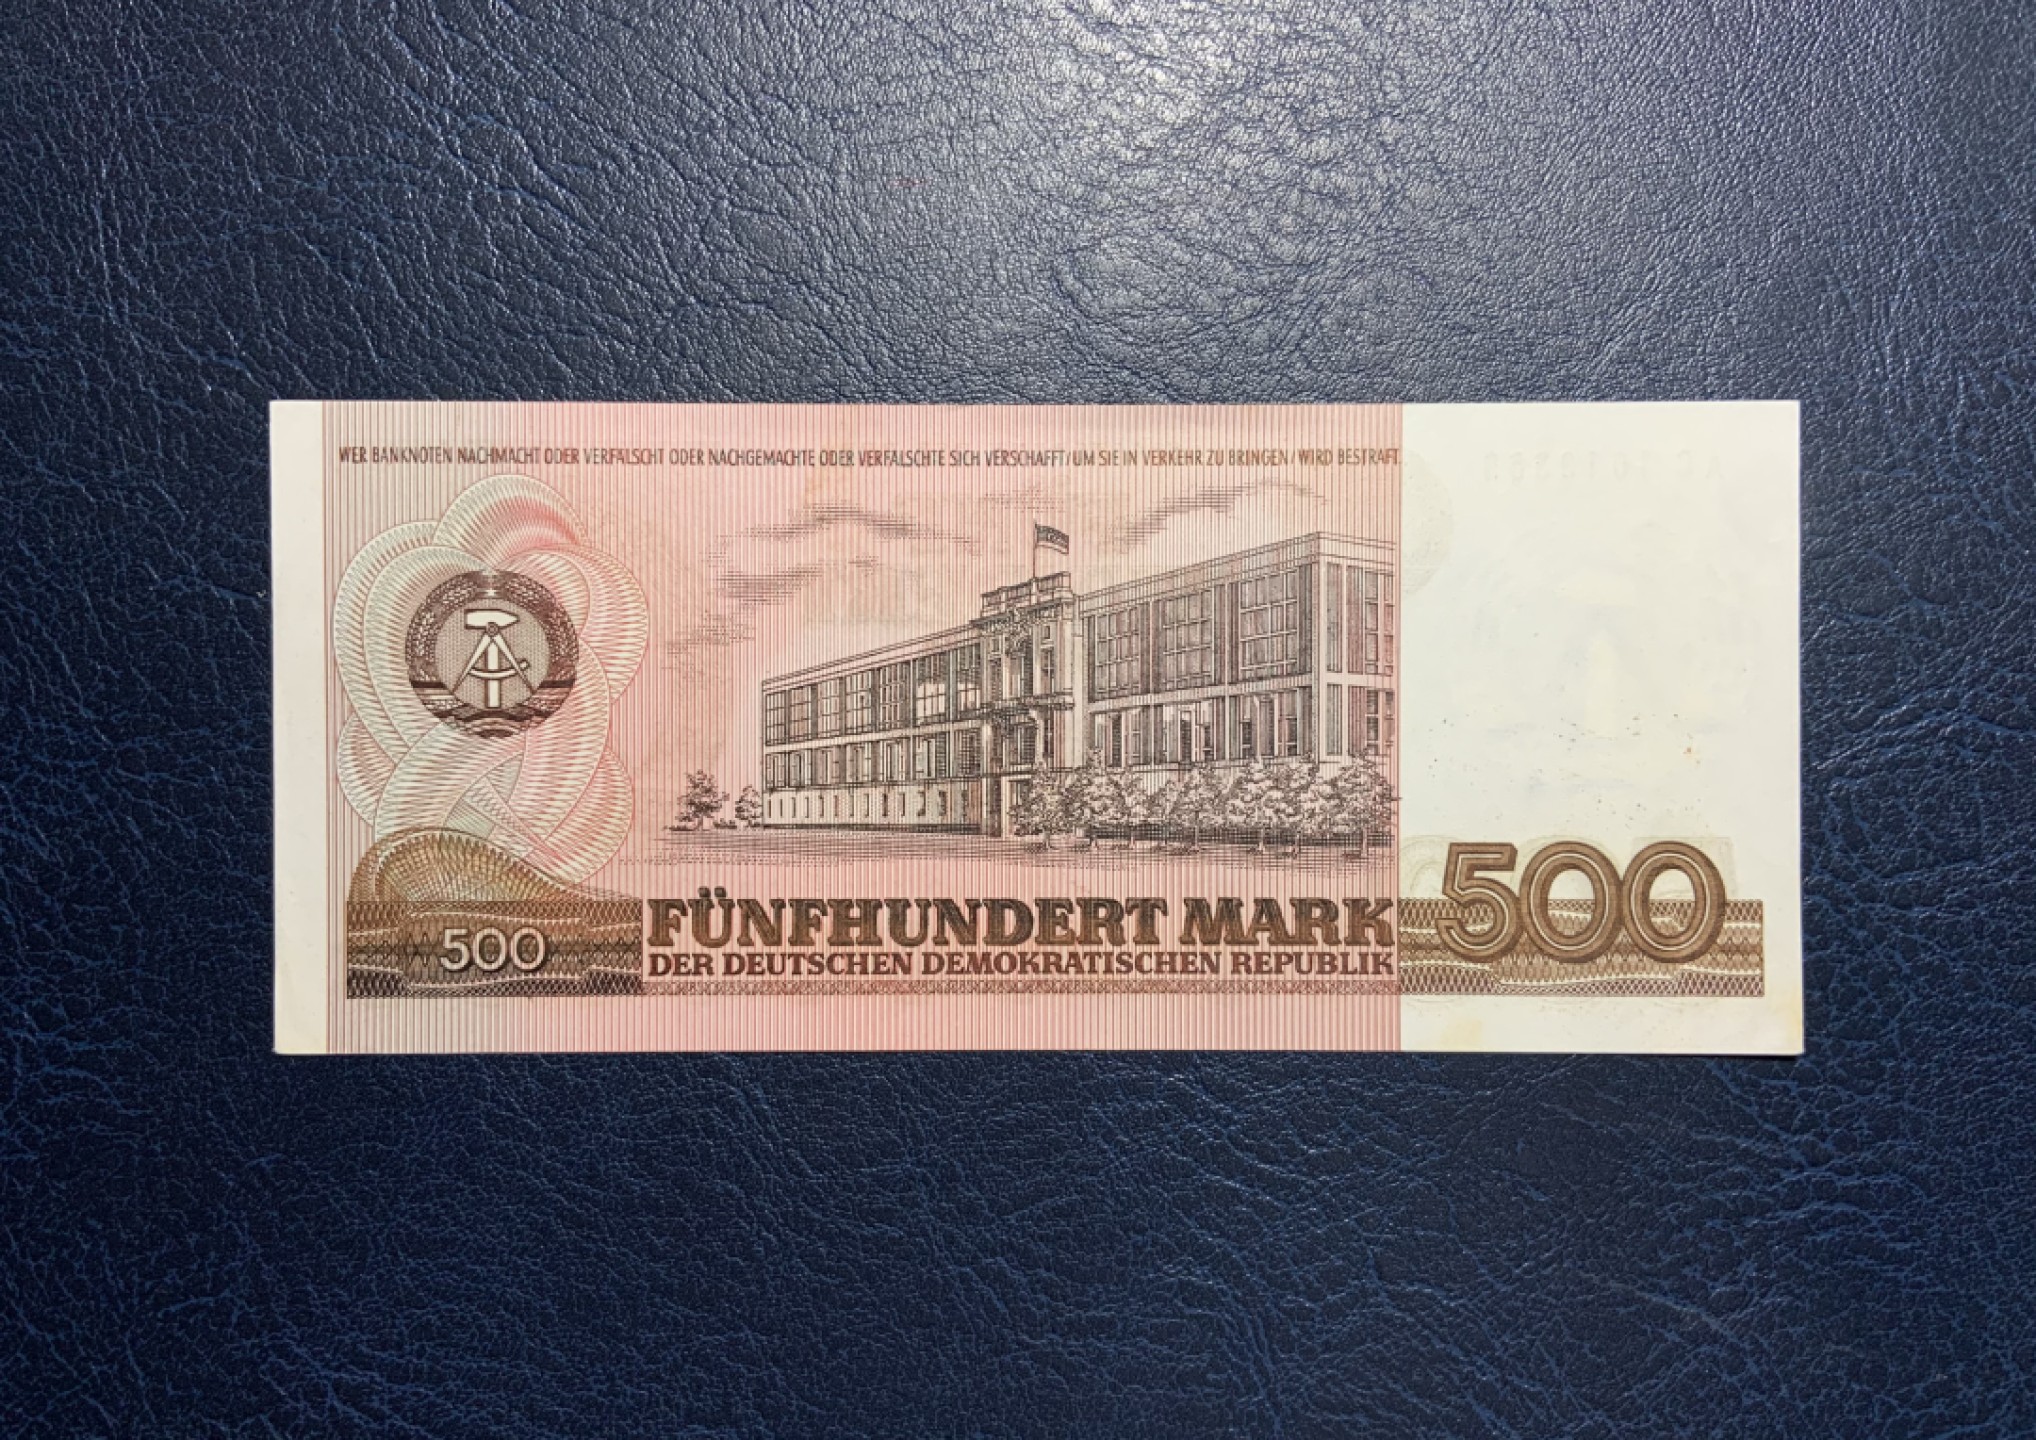 WER BANKNOTEN NACHMACHT ODER VERFÄLSCHT ODER NACHGEMACHTE ODER VERFÄLSCHTE SICH VERSCHAFFT/UM SIE IN VERKEHR ZU BRINGEN/WIRD BESTRAFT
FÜNFHUNDERT MARK
DER DEUTSCHEN DEMOKRATISCHEN REPUBLIK
500
500